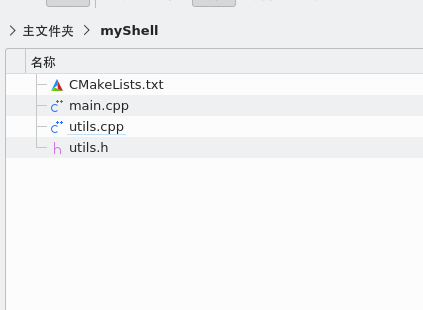 主文件夹 myShell
名称
CMakeLists.txt
main.cpp
utils.cpp
utils.h